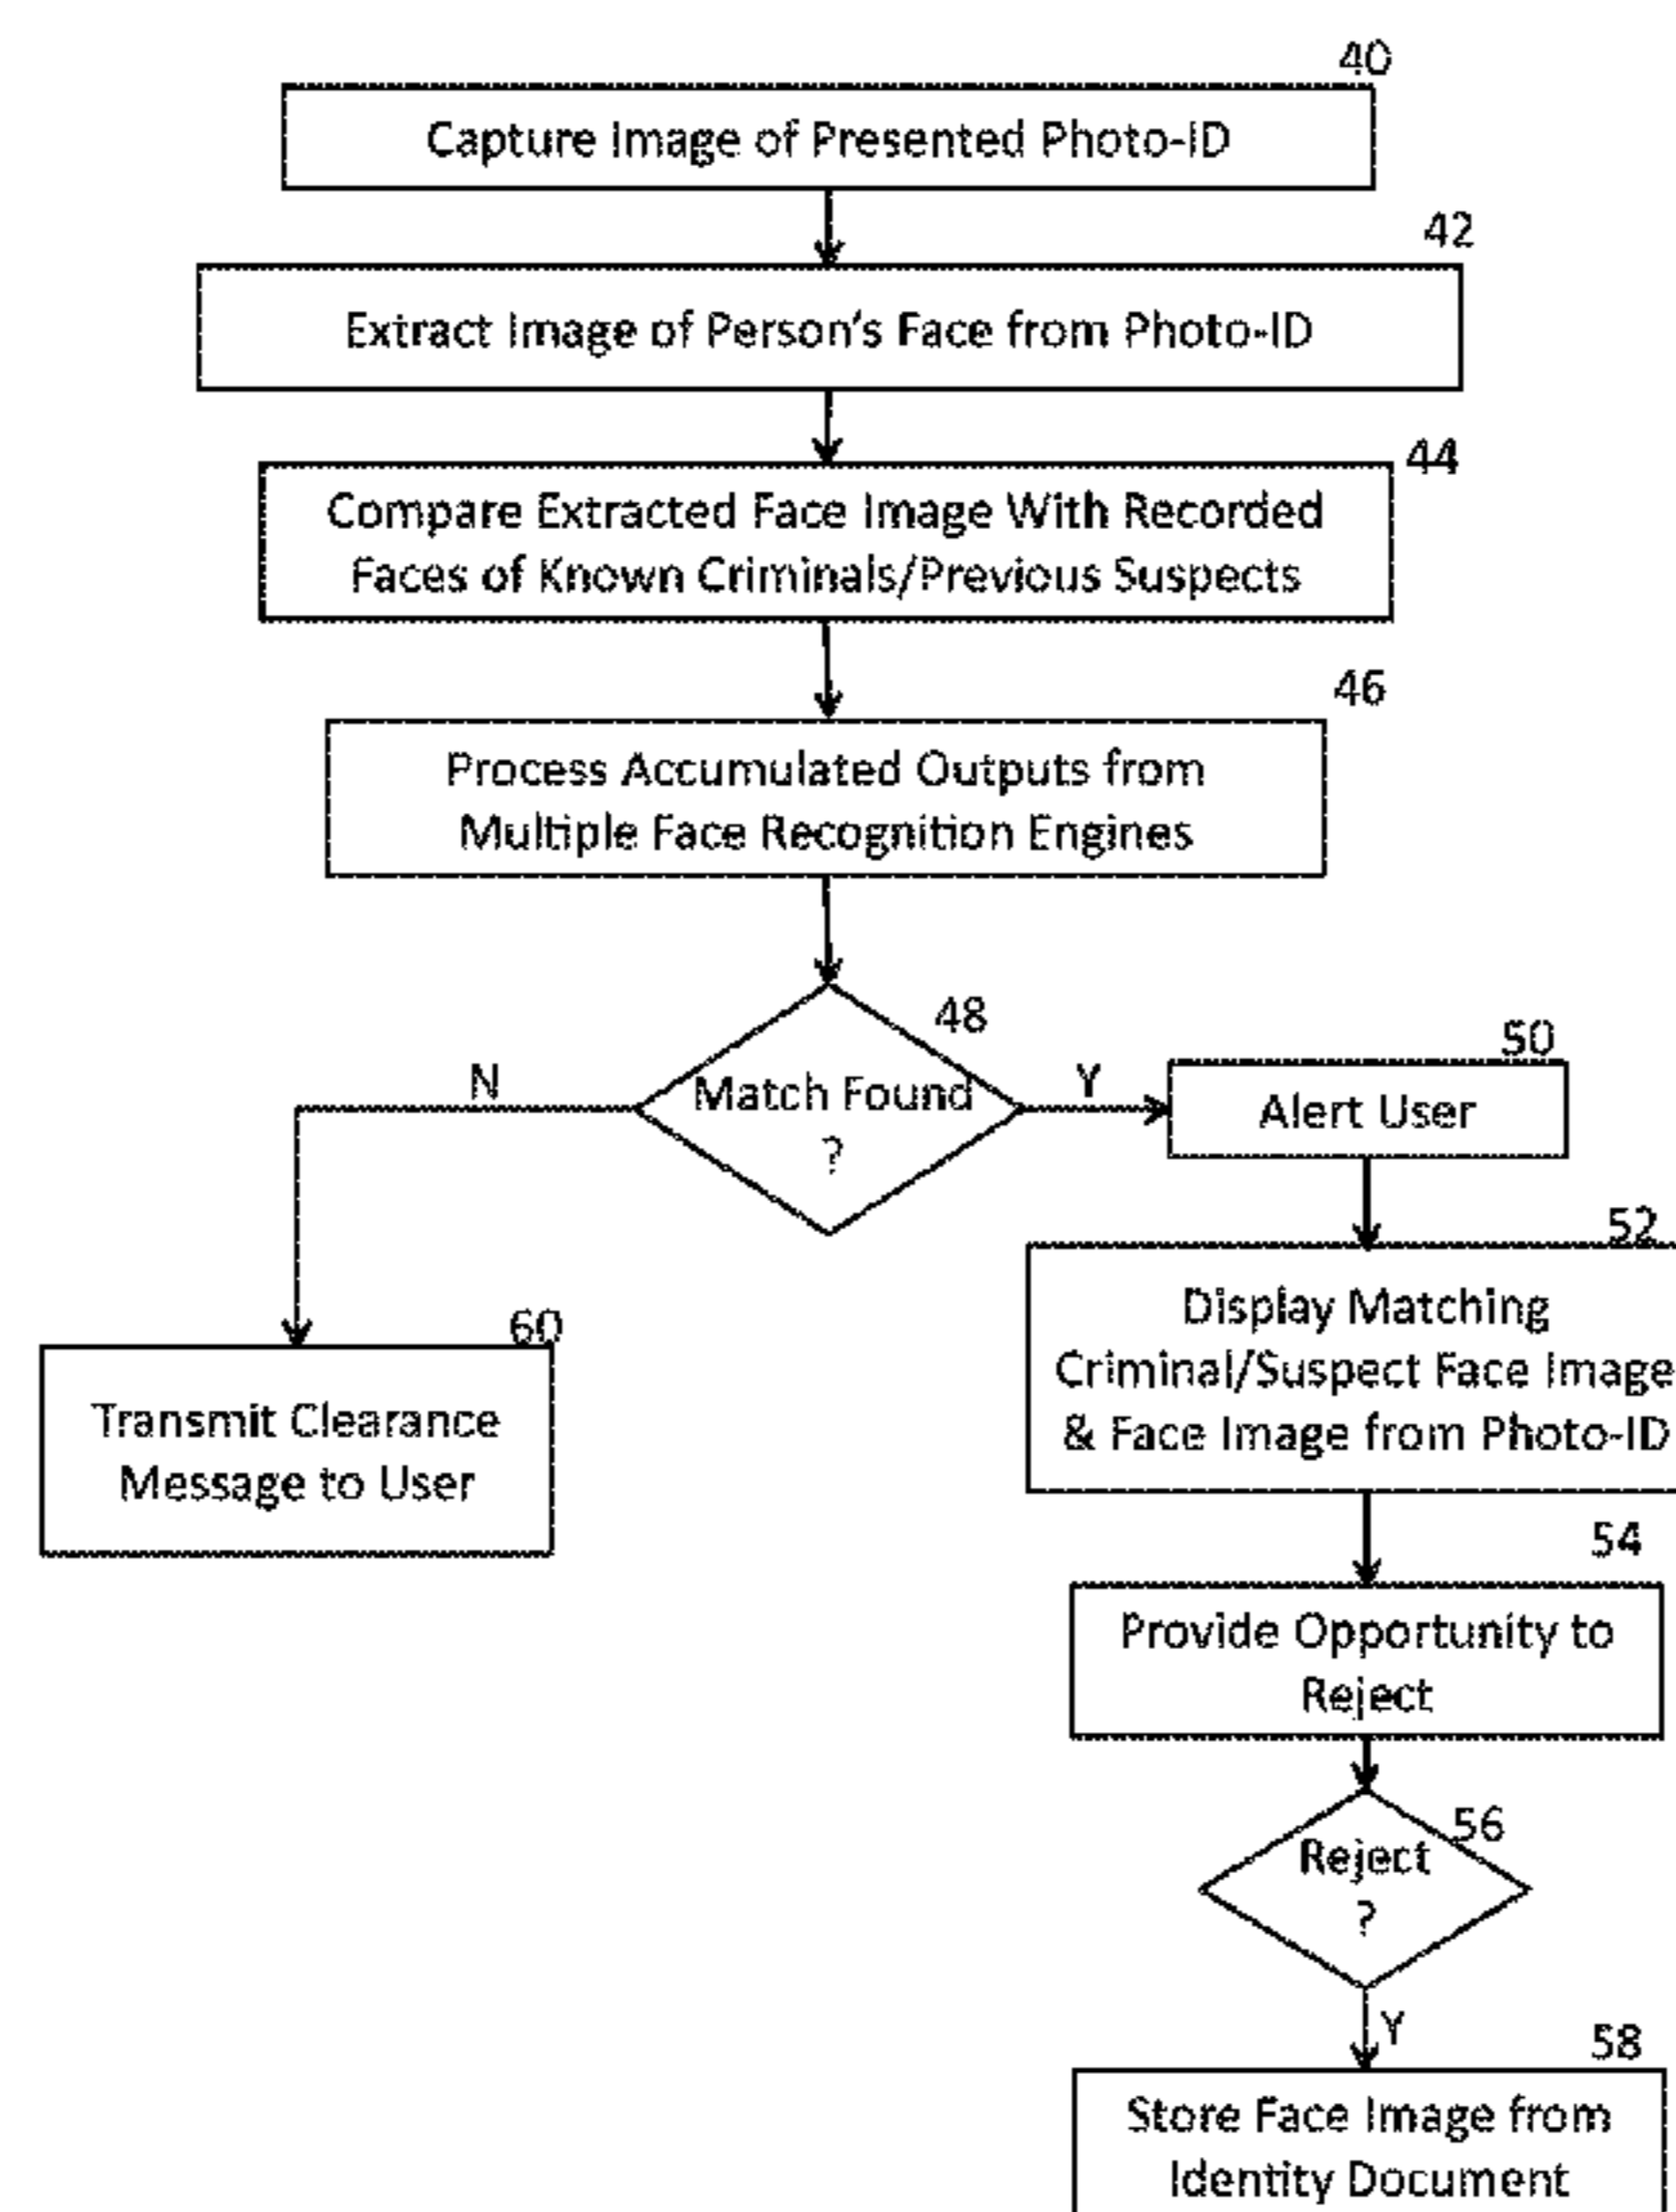 40
Capture Image of Presented Photo-ID
42
Extract Image of Person's Face from Photo-ID
44
Compare Extracted Face Image With Recorded
Faces of Known Criminals/Previous Suspects
46
Process Accumulated Outputs from
Multiple Face Recognition Engines
48
Match Found
?
N
Y
50
Alert User
52
Display Matching
Criminal/Suspect Face Image
& Face Image from Photo-ID
60
Transmit Clearance
Message to User
54
Provide Opportunity to
Reject
56
Reject
?
Y
58
Store Face Image from
Identity Document